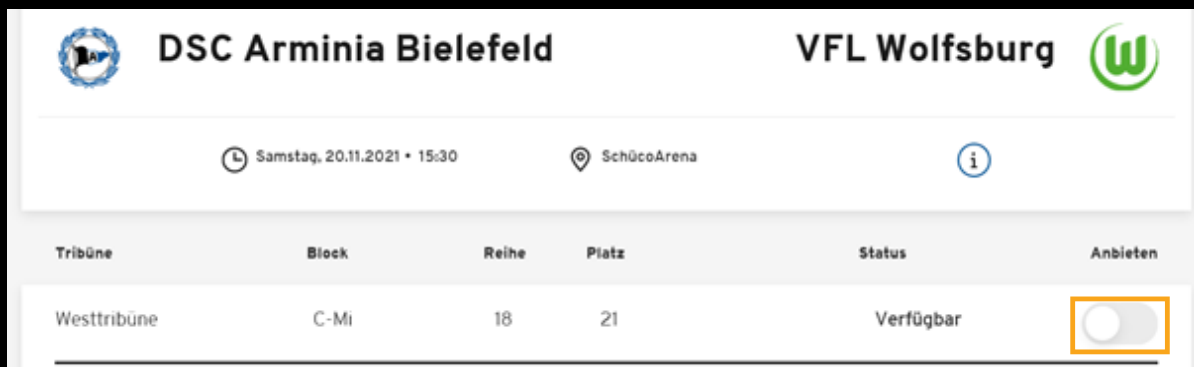 DSC Arminia Bielefeld VFL Wolfsburg
Samstag, 20.11.2021 • 15:30 SchücoArena
Tribüne Block Reihe Platz Status Anbieten
Westtribüne C-Mi 18 21 Verfügbar